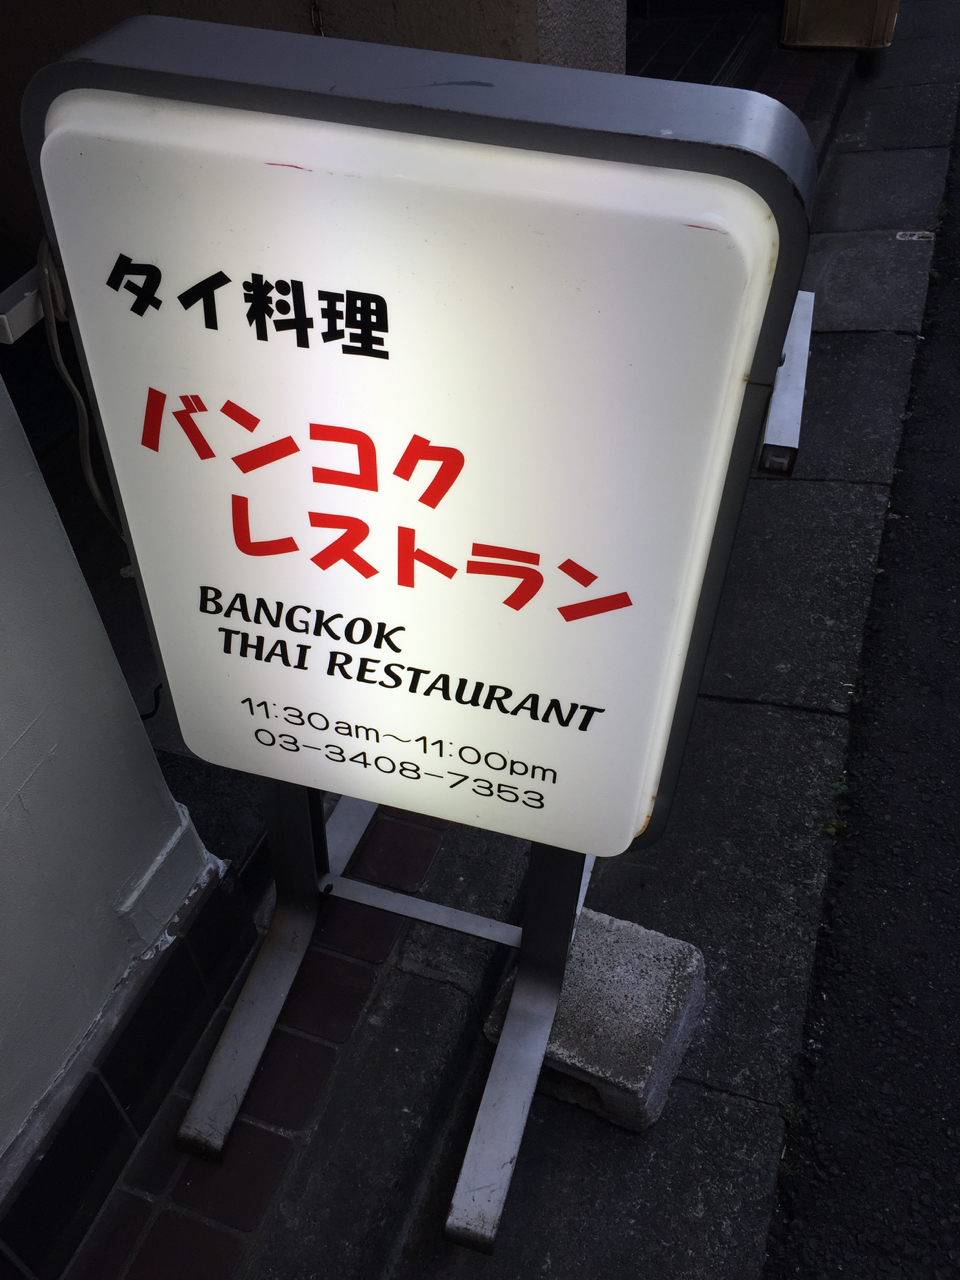 タイ料理
バンコク
レストラン
BANGKOK
THAI RESTAURANT
11:30am〜11:00pm
03-3408-7353